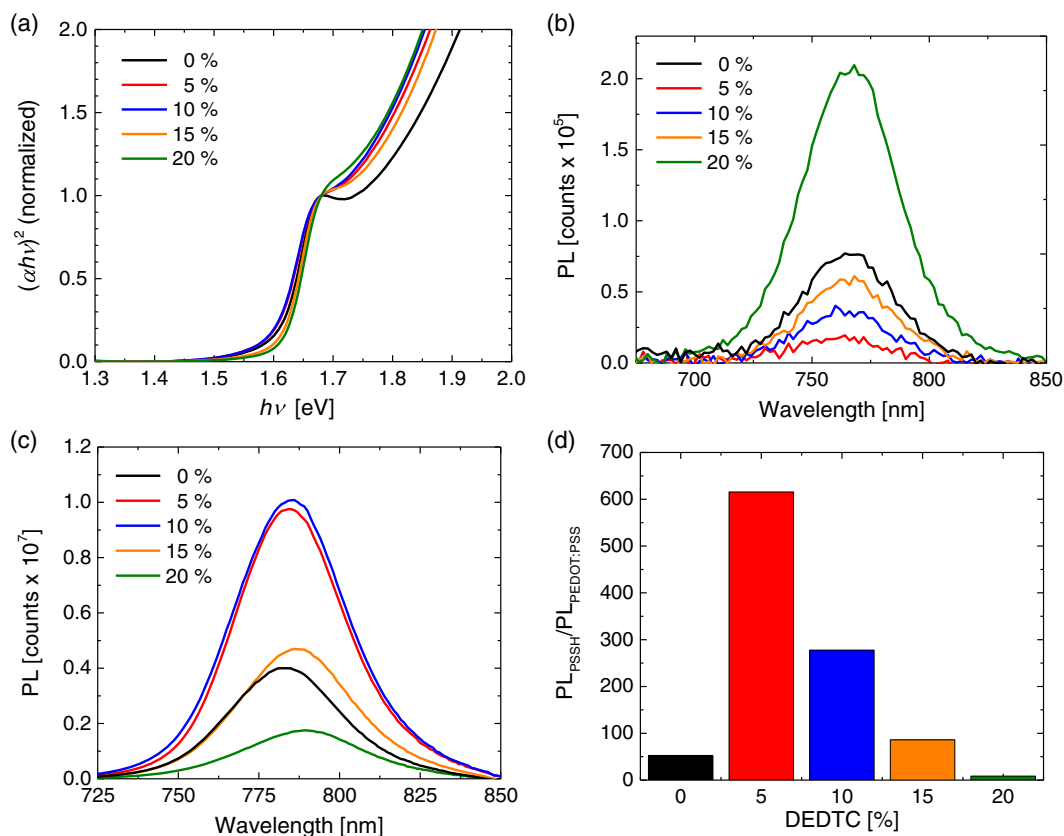 (a)
2.0
1.5
1.0
0.5
0.0
(αhν)² (normalized)
0 %
5 %
10 %
15 %
20 %
1.3 1.4 1.5 1.6 1.7 1.8 1.9 2.0
hν [eV]
(b)
2.0
1.5
1.0
0.5
0.0
PL [counts x 10⁵]
0 %
5 %
10 %
15 %
20 %
700 750 800 850
Wavelength [nm]
(c)
1.2
1.0
0.8
0.6
0.4
0.2
0.0
PL [counts x 10⁷]
0 %
5 %
10 %
15 %
20 %
725 750 775 800 825 850
Wavelength [nm]
(d)
700
600
500
400
300
200
100
0
PL_PSSH/PL_PEDOT:PSS
0 5 10 15 20
DEDTC [%]